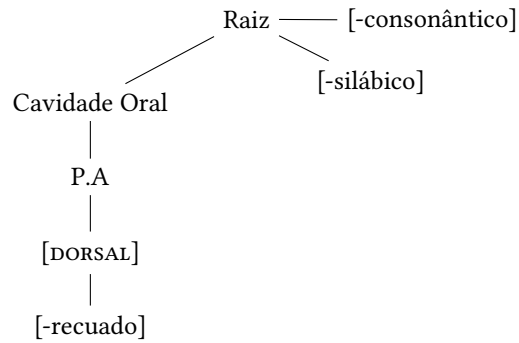 Raiz [-consonântico]
[-silábico]
Cavidade Oral
P.A
[DORSAL]
[-recuado]